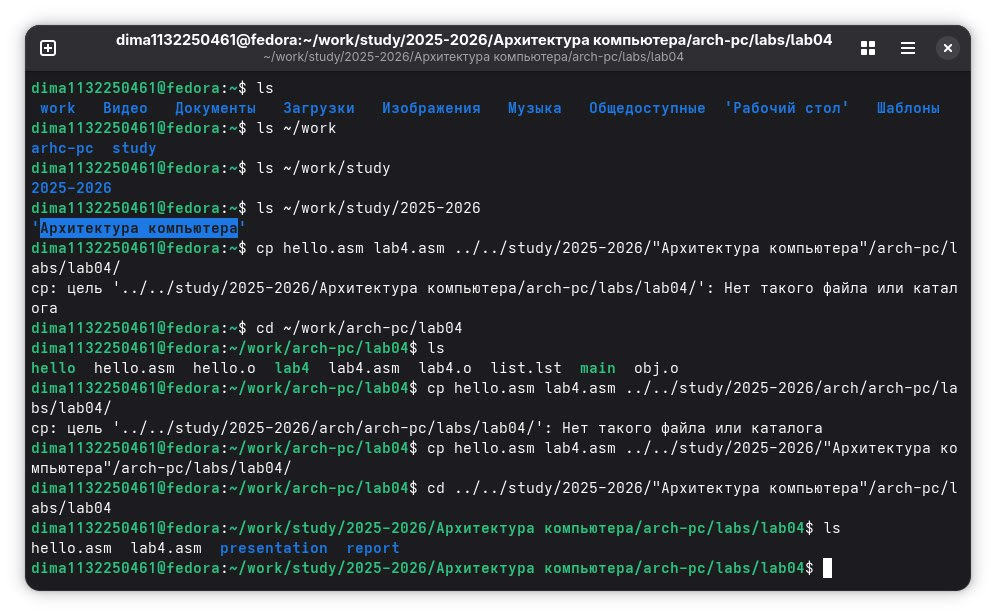 dima1132250461@fedora:~/work/study/2025-2026/Архитектура компьютера/arch-pc/labs/lab04
~/work/study/2025-2026/Архитектура компьютера/arch-pc/labs/lab04
dima1132250461@fedora:~$ ls
work   Видео   Документы   Загрузки   Изображения   Музыка   Общедоступные  'Рабочий стол'   Шаблоны
dima1132250461@fedora:~$ ls ~/work
arhc-pc  study
dima1132250461@fedora:~$ ls ~/work/study
2025-2026
dima1132250461@fedora:~$ ls ~/work/study/2025-2026
'Архитектура компьютера'
dima1132250461@fedora:~$ cp hello.asm lab4.asm ../../study/2025-2026/"Архитектура компьютера"/arch-pc/l
abs/lab04/
cp: цель '../../study/2025-2026/Архитектура компьютера/arch-pc/labs/lab04/': Нет такого файла или катал
ога
dima1132250461@fedora:~$ cd ~/work/arch-pc/lab04
dima1132250461@fedora:~/work/arch-pc/lab04$ ls
hello  hello.asm  hello.o  lab4  lab4.asm  lab4.o  list.lst  main  obj.o
dima1132250461@fedora:~/work/arch-pc/lab04$ cp hello.asm lab4.asm ../../study/2025-2026/arch/arch-pc/la
bs/lab04/
cp: цель '../../study/2025-2026/arch/arch-pc/labs/lab04/': Нет такого файла или каталога
dima1132250461@fedora:~/work/arch-pc/lab04$ cp hello.asm lab4.asm ../../study/2025-2026/"Архитектура ко
мпьютера"/arch-pc/labs/lab04/
dima1132250461@fedora:~/work/arch-pc/lab04$ cd ../../study/2025-2026/"Архитектура компьютера"/arch-pc/l
abs/lab04
dima1132250461@fedora:~/work/study/2025-2026/Архитектура компьютера/arch-pc/labs/lab04$ ls
hello.asm  lab4.asm  presentation  report
dima1132250461@fedora:~/work/study/2025-2026/Архитектура компьютера/arch-pc/labs/lab04$